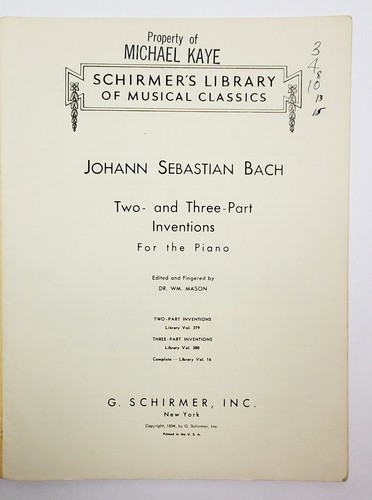 Property of
MICHAEL KAYE
3
4
8
10
13
15
SCHIRMER'S LIBRARY
OF MUSICAL CLASSICS
JOHANN SEBASTIAN BACH
Two- and Three-Part
Inventions
For the Piano
Edited and Fingered by
DR. WM. MASON
TWO-PART INVENTIONS
Library Vol. 379
THREE-PART INVENTIONS
Library Vol. 380
Complete — Library Vol. 16
G. SCHIRMER, INC.
New York
Copyright, 1894, by G. Schirmer, Inc.
Printed in the U. S. A.